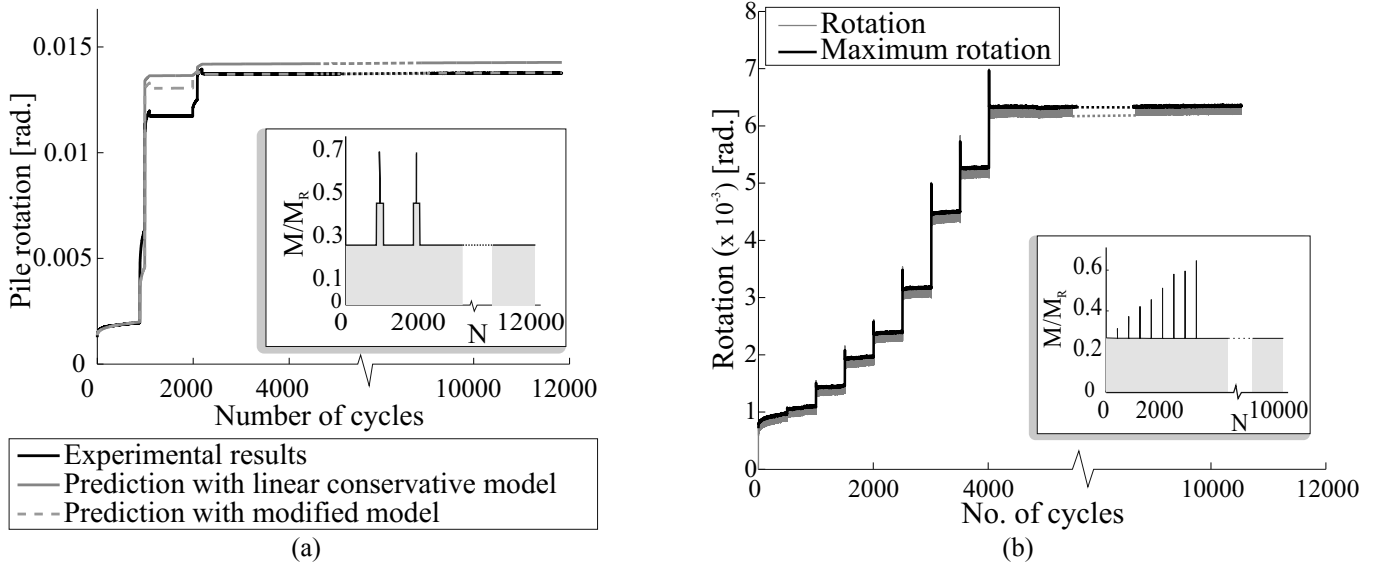 0.015
0.01
0.005
0
Pile rotation [rad.]
0 2000 4000 10000 12000
Number of cycles
0.7
0.5
0.3
0.1
0
M/M_R
0 2000 12000
N
Experimental results
Prediction with linear conservative model
Prediction with modified model
(a)
Rotation
Maximum rotation
8
7
6
5
4
3
2
1
0
Rotation (x 10⁻³) [rad.]
0 2000 4000 10000 12000
No. of cycles
0.6
0.4
0.2
0
M/M_R
0 2000 10000
N
(b)